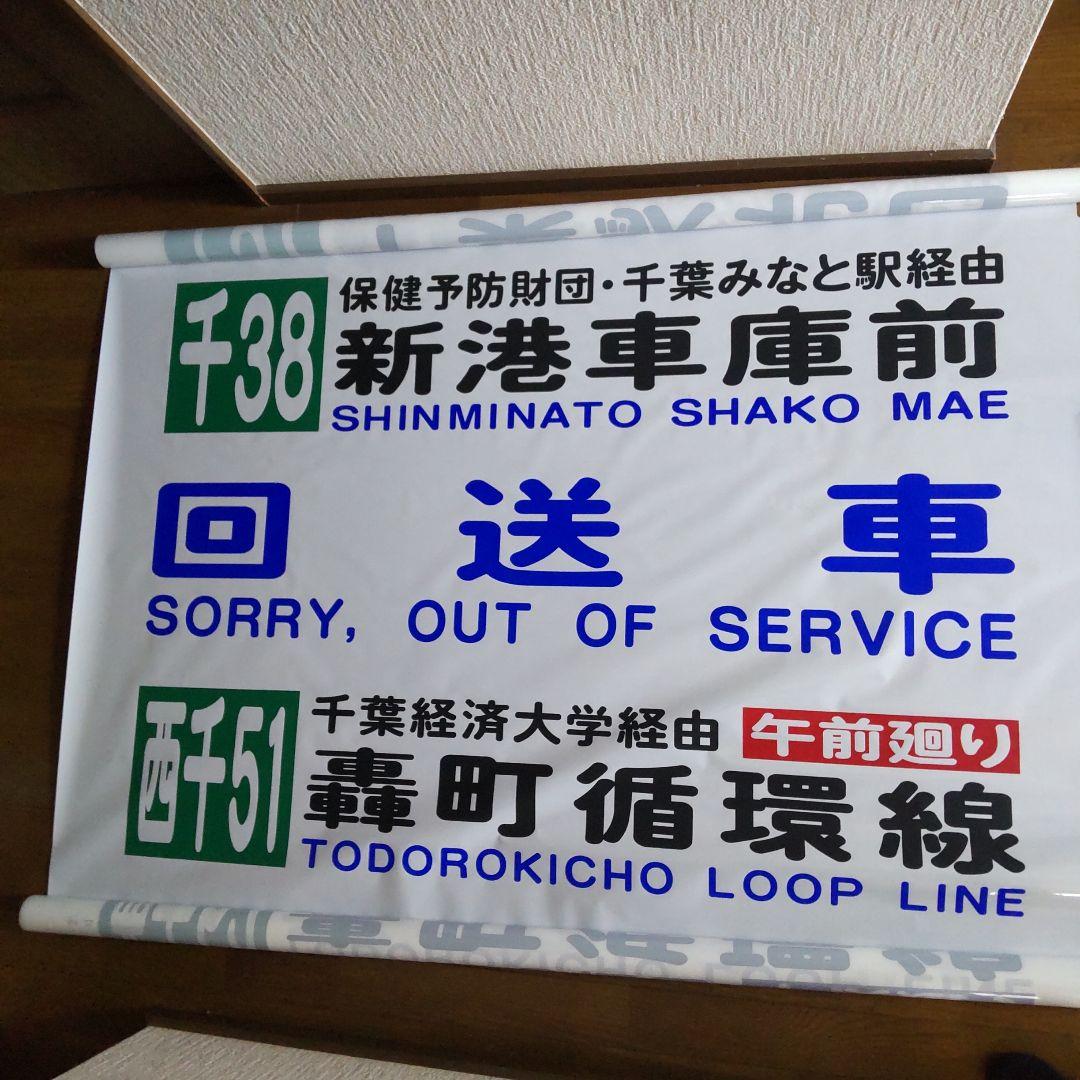 千38
保健予防財団・千葉みなと駅経由
新港車庫前
SHINMINATO SHAKO MAE
回送車
SORRY, OUT OF SERVICE
西千51
千葉経済大学経由 午前廻り
轟町循環線
TODOROKICHO LOOP LINE